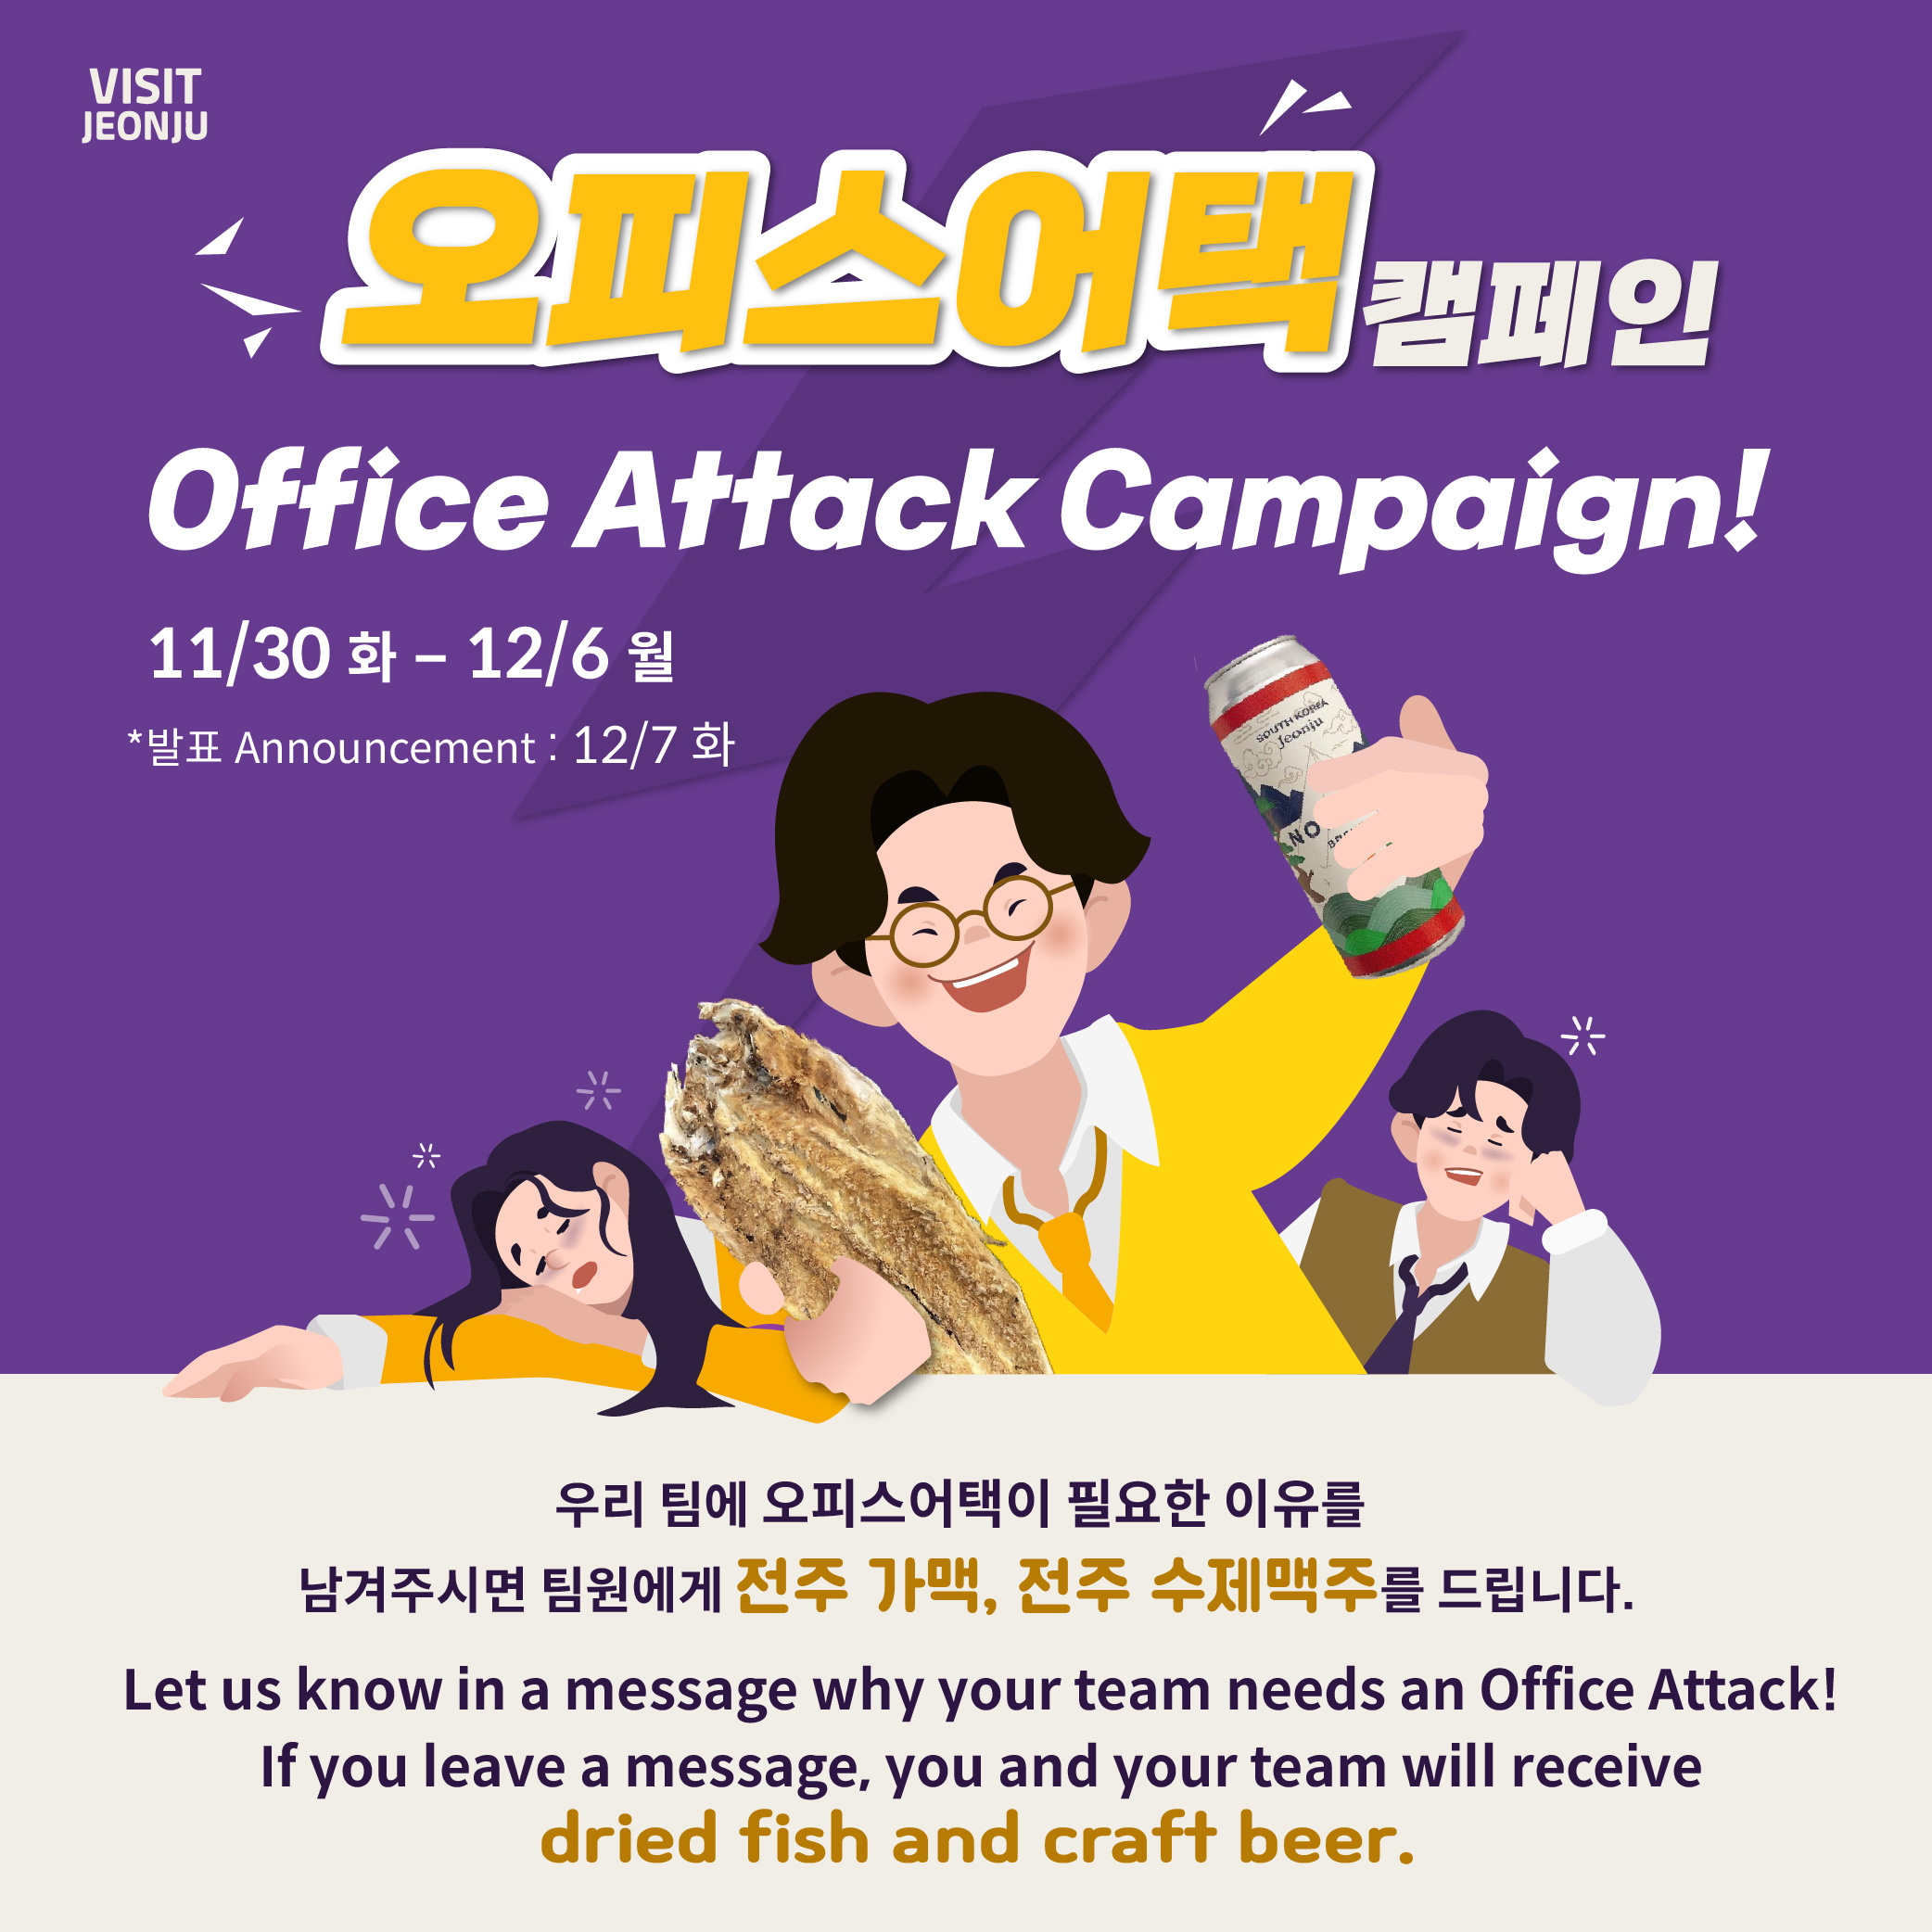 VISIT
JEONJU
오피스어택 캠페인
Office Attack Campaign!
11/30 화 – 12/6 월
*발표 Announcement : 12/7 화
SOUTH KOREA
Jeonju
NO
우리 팀에 오피스어택이 필요한 이유를
남겨주시면 팀원에게 전주 가맥, 전주 수제맥주를 드립니다.
Let us know in a message why your team needs an Office Attack!
If you leave a message, you and your team will receive
dried fish and craft beer.